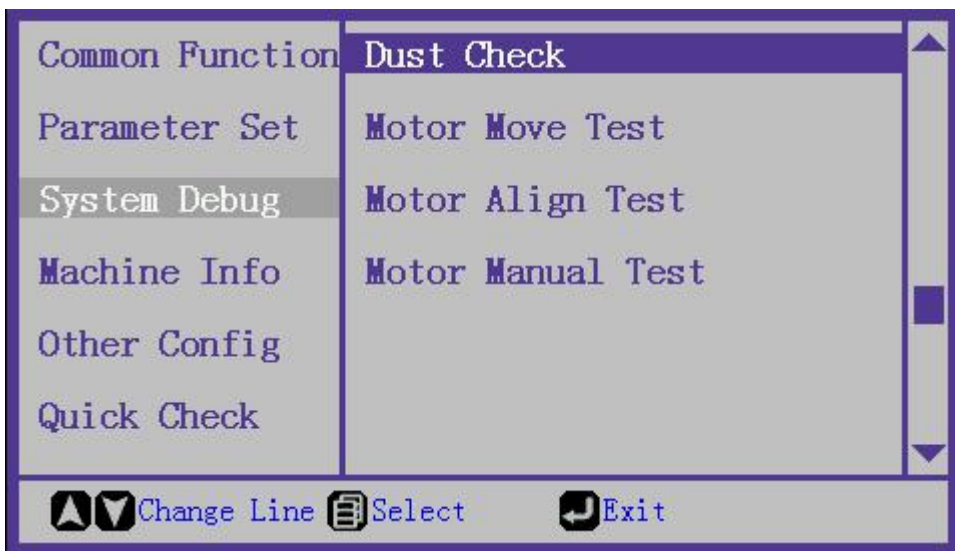 Common Function
Parameter Set
System Debug
Machine Info
Other Config
Quick Check
Dust Check
Motor Move Test
Motor Align Test
Motor Manual Test
Change Line Select Exit